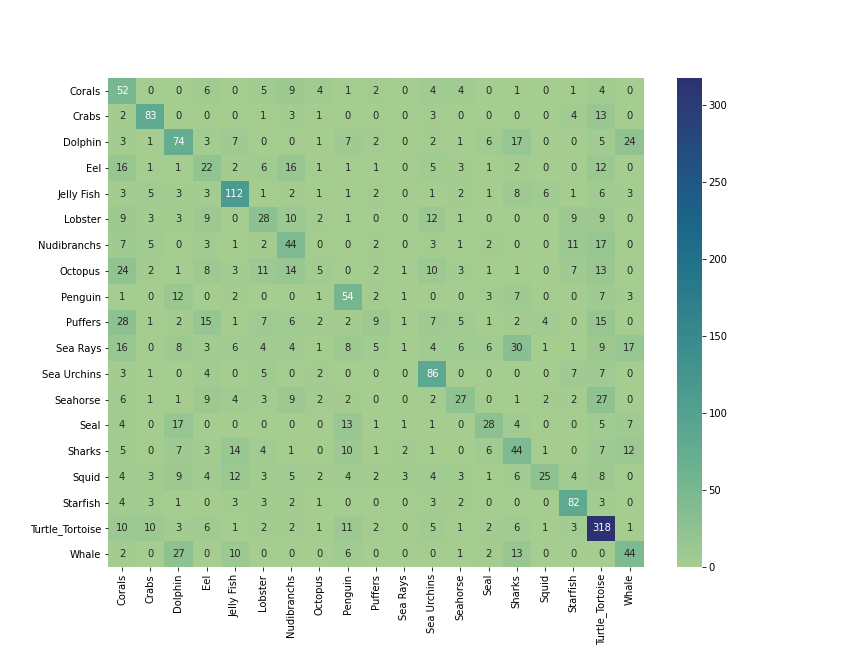 Corals 52 0 0 6 0 5 9 4 1 2 0 4 4 0 1 0 1 4 0
Crabs 2 83 0 0 0 1 3 1 0 0 0 3 0 0 0 0 4 13 0
Dolphin 3 1 74 3 7 0 0 1 7 2 0 2 1 6 17 0 0 5 24
Eel 16 1 1 22 2 6 16 1 1 1 0 5 3 1 2 0 0 12 0
Jelly Fish 3 5 3 3 112 1 2 1 1 2 0 1 2 1 8 6 1 6 3
Lobster 9 3 3 9 0 28 10 2 1 0 0 12 1 0 0 0 9 9 0
Nudibranchs 7 5 0 3 1 2 44 0 0 2 0 3 1 2 0 0 11 17 0
Octopus 24 2 1 8 3 11 14 5 0 2 1 10 3 1 1 0 7 13 0
Penguin 1 0 12 0 2 0 0 1 54 2 1 0 0 3 7 0 0 7 3
Puffers 28 1 2 15 1 7 6 2 2 9 1 7 5 1 2 4 0 15 0
Sea Rays 16 0 8 3 6 4 4 1 8 5 1 4 6 6 30 1 1 9 17
Sea Urchins 3 1 0 4 0 5 0 2 0 0 0 86 0 0 0 0 7 7 0
Seahorse 6 1 1 9 4 3 9 2 2 0 0 2 27 0 1 2 2 27 0
Seal 4 0 17 0 0 0 0 0 13 1 1 1 0 28 4 0 0 5 7
Sharks 5 0 7 3 14 4 1 0 10 1 2 1 0 6 44 1 0 7 12
Squid 4 3 9 4 12 3 5 2 4 2 3 4 3 1 6 25 4 8 0
Starfish 4 3 1 0 3 3 2 1 0 0 0 3 2 0 0 0 82 3 0
Turtle_Tortoise 10 10 3 6 1 2 2 1 11 2 0 5 1 2 6 1 3 318 1
Whale 2 0 27 0 10 0 0 0 6 0 0 0 1 2 13 0 0 0 44
Corals
Crabs
Dolphin
Eel
Jelly Fish
Lobster
Nudibranchs
Octopus
Penguin
Puffers
Sea Rays
Sea Urchins
Seahorse
Seal
Sharks
Squid
Starfish
Turtle_Tortoise
Whale
300
250
200
150
100
50
0